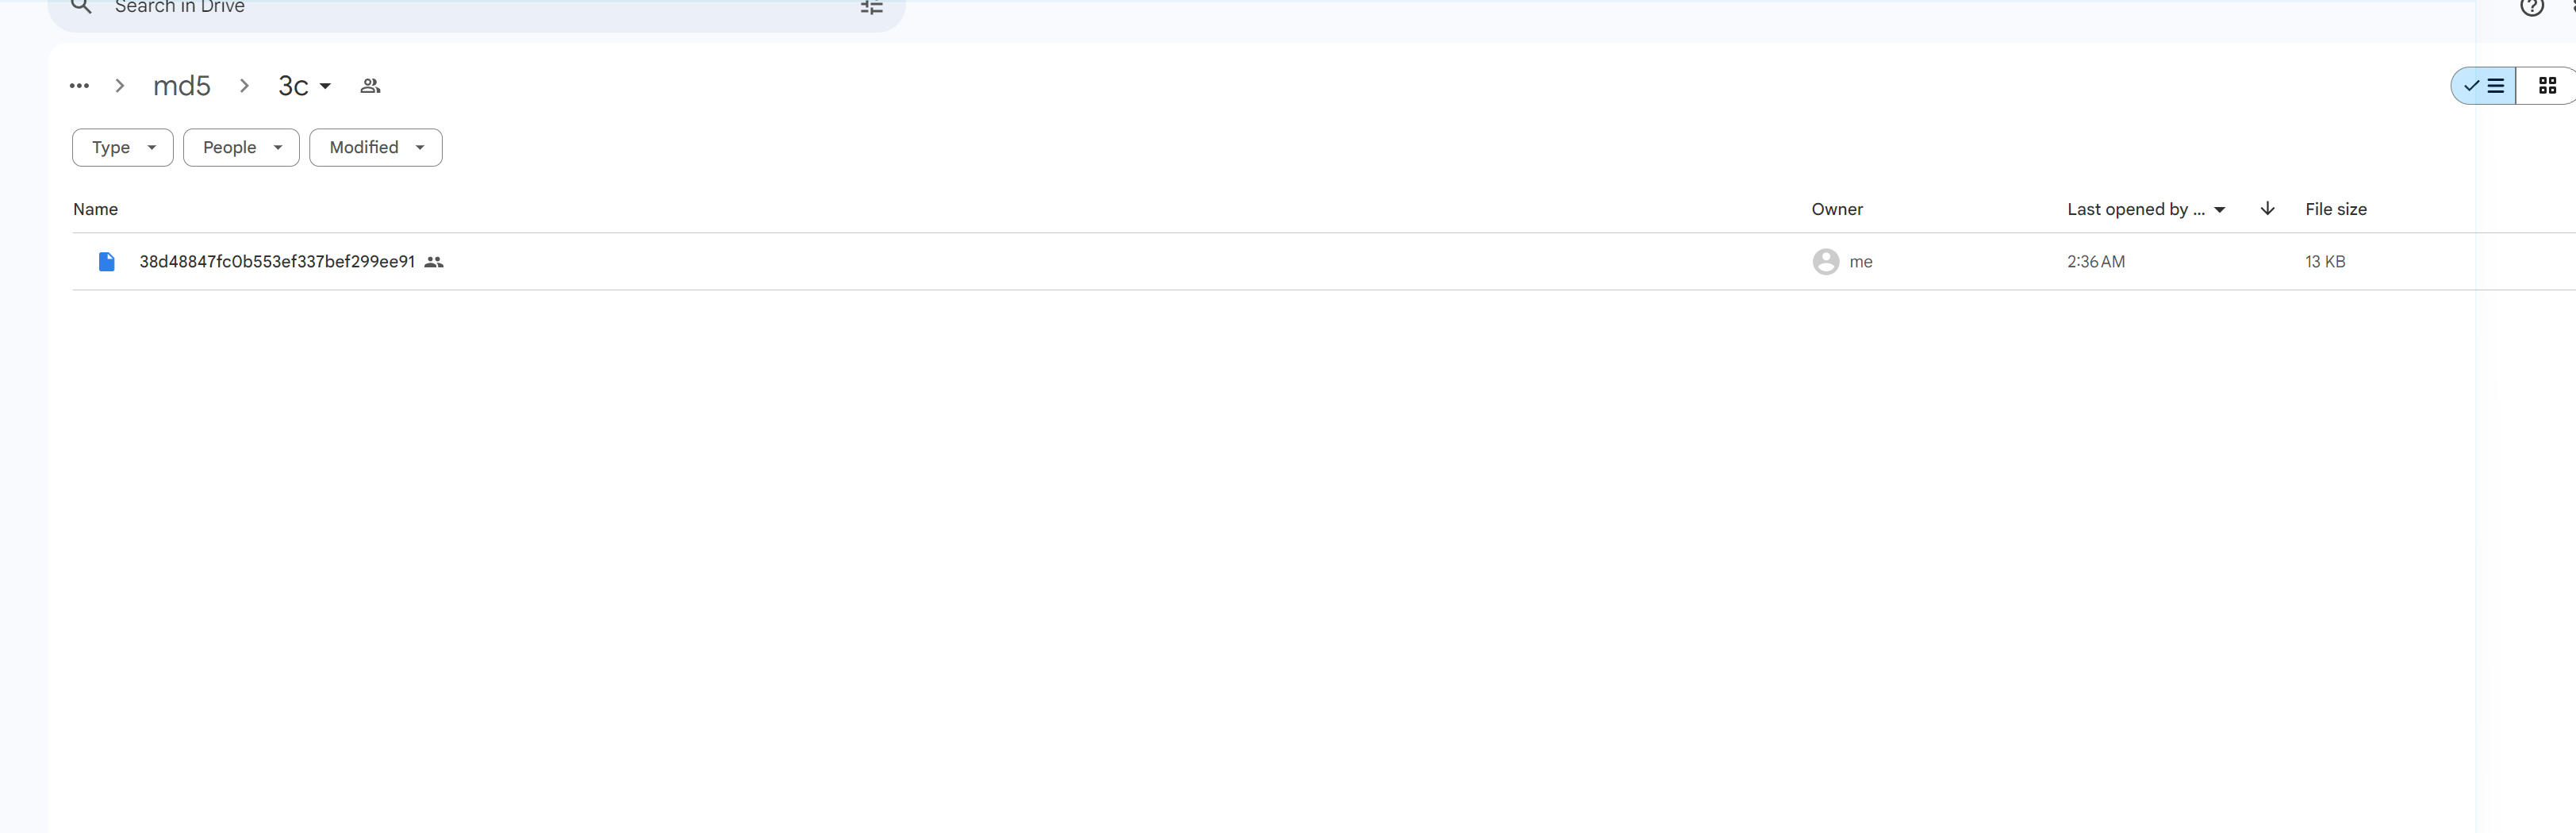 Search in Drive
... > md5 > 3c
Type People Modified
Name Owner Last opened by ... File size
38d48847fc0b553ef337bef299ee91 me 2:36 AM 13 KB